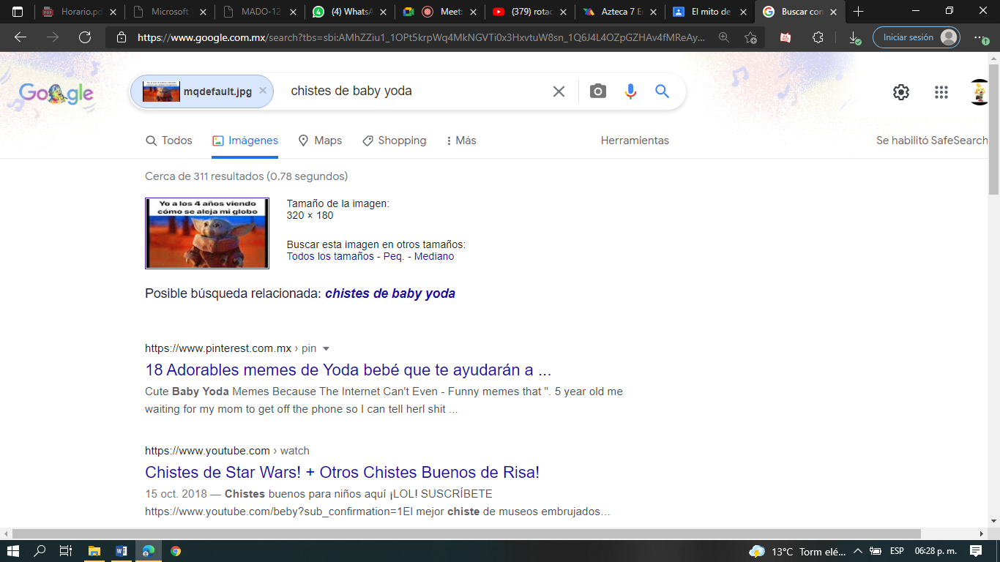 Horario.pd
Microsoft V
MADO-12
(4) WhatsA
Meet:
(379) rotac
Azteca 7 E
El mito de
Buscar con
https://www.google.com.mx/search?tbs=sbi:AMhZZiu1_1OPt5krpWq4MkNGVTi0x3HxvtuW8sn_1Q6J4L4OZpGZHAv4fMReAy...
Iniciar sesión
Google
mqdefault.jpg
chistes de baby yoda
Todos
Imágenes
Maps
Shopping
Más
Herramientas
Se habilitó SafeSearch
Cerca de 311 resultados (0.78 segundos)
Yo a los 4 años viendo
cómo se aleja mi globo
Tamaño de la imagen:
320 × 180
Buscar esta imagen en otros tamaños:
Todos los tamaños - Peq. - Mediano
Posible búsqueda relacionada: chistes de baby yoda
https://www.pinterest.com.mx › pin
18 Adorables memes de Yoda bebé que te ayudarán a ...
Cute Baby Yoda Memes Because The Internet Can't Even - Funny memes that ". 5 year old me
waiting for my mom to get off the phone so I can tell herl shit ...
https://www.youtube.com › watch
Chistes de Star Wars! + Otros Chistes Buenos de Risa!
15 oct. 2018 — Chistes buenos para niños aquí ¡LOL! SUSCRÍBETE
https://www.youtube.com/beby?sub_confirmation=1El mejor chiste de museos embrujados...
13°C Torm elé...
ESP
06:28 p. m.